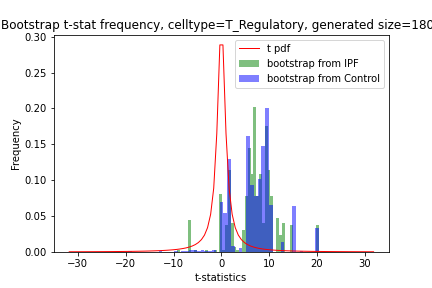 Bootstrap t-stat frequency, celltype=T_Regulatory, generated size=180
t pdf
bootstrap from IPF
bootstrap from Control
Frequency
0.30
0.25
0.20
0.15
0.10
0.05
0.00
−30 −20 −10 0 10 20 30
t-statistics